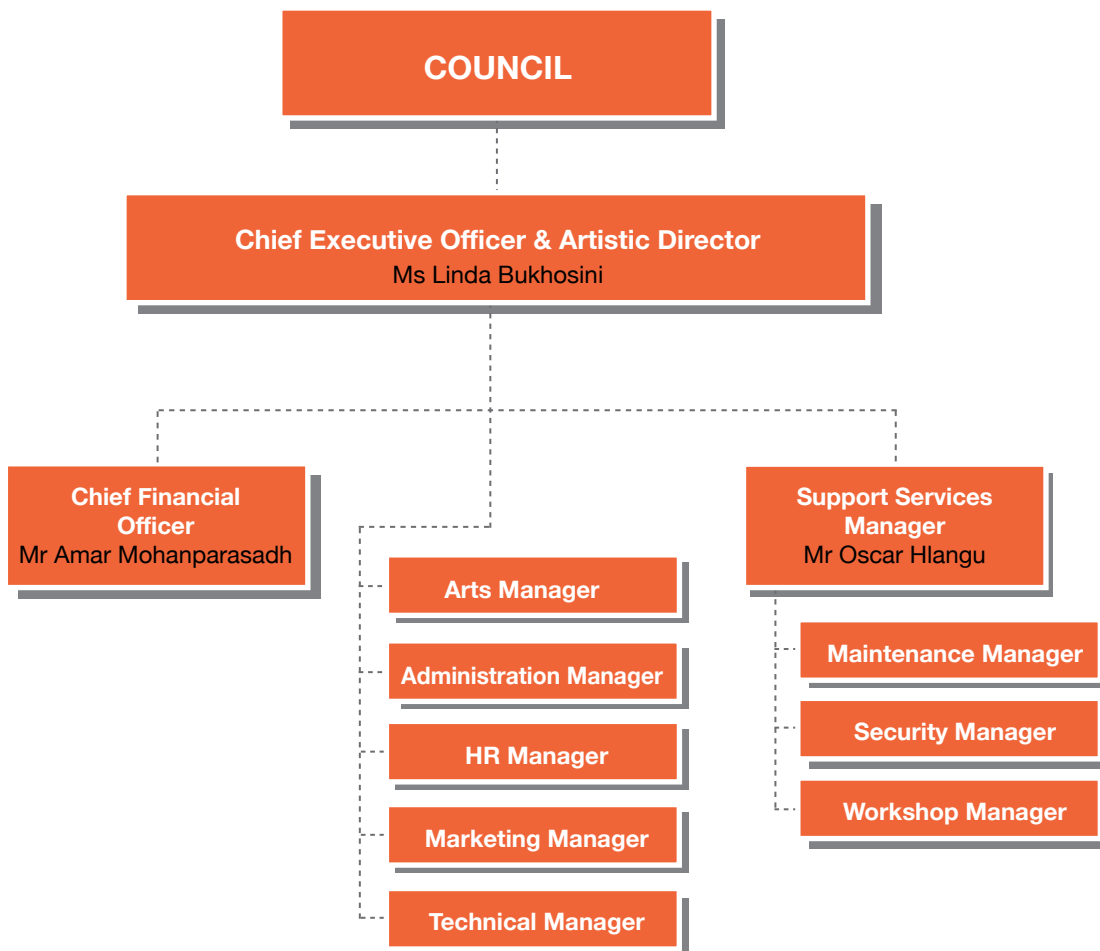 COUNCIL
Chief Executive Officer & Artistic Director
Ms Linda Bukhosini
Chief Financial
Officer
Mr Amar Mohanparasadh
Support Services
Manager
Mr Oscar Hlangu
Arts Manager
Administration Manager
HR Manager
Marketing Manager
Technical Manager
Maintenance Manager
Security Manager
Workshop Manager